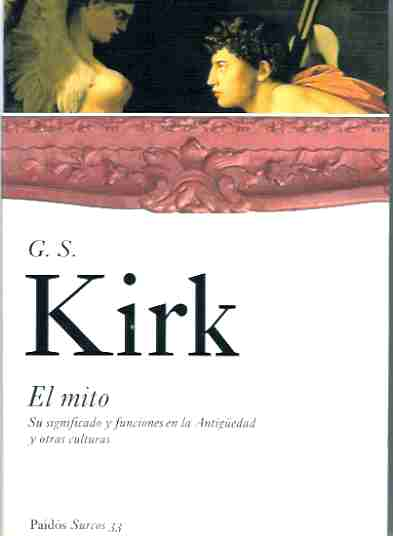 G. S.
Kirk
El mito
Su significado y funciones en la Antigüedad
y otras culturas
Paidós Surcos 33